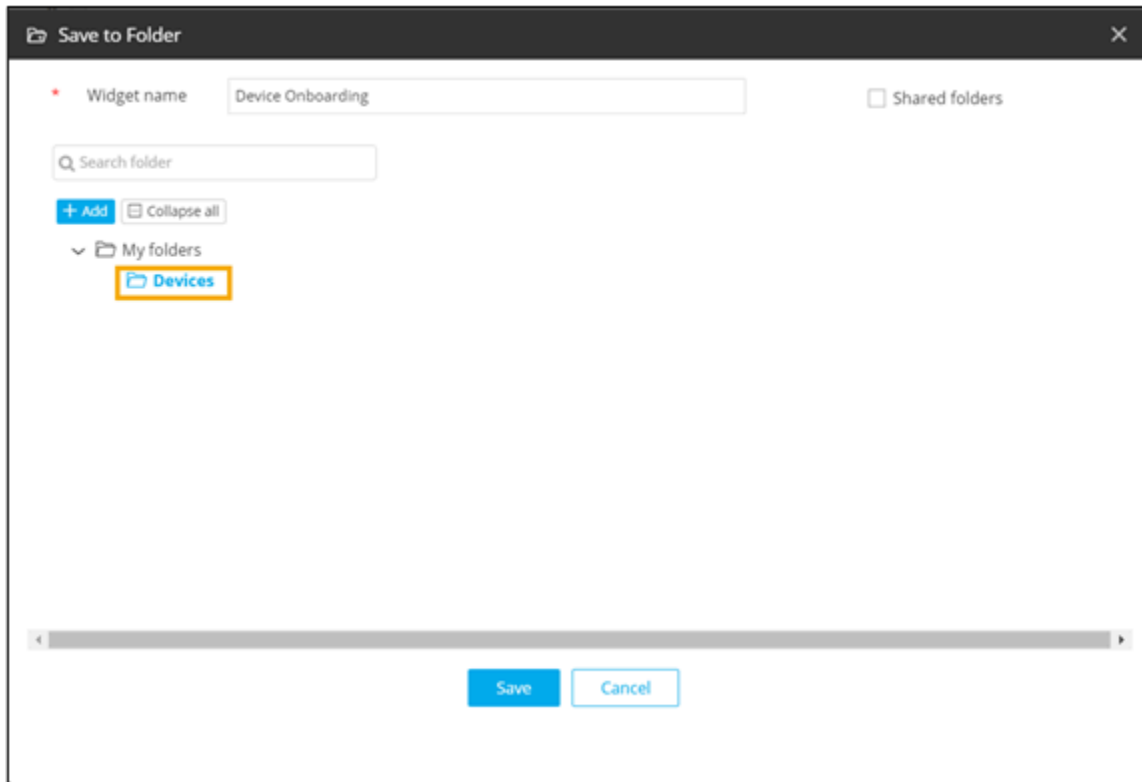 Save to Folder
* Widget name Device Onboarding Shared folders
Search folder
+ Add Collapse all
My folders
Devices
Save Cancel